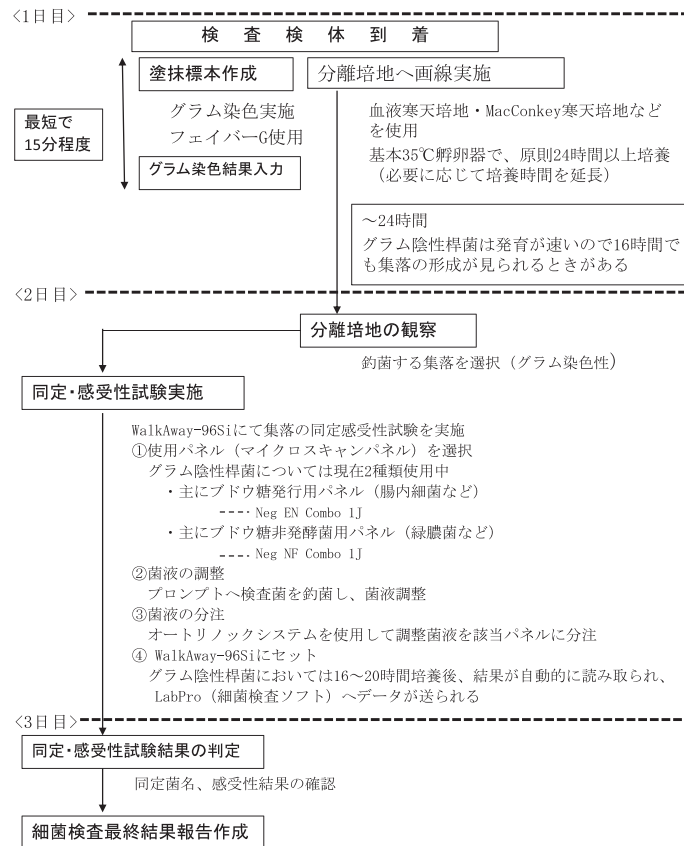 <1日目>
検査検体到着
塗抹標本作成
分離培地へ画線実施
最短で
15分程度
グラム染色実施
フェイバーG使用
グラム染色結果入力
血液寒天培地・MacConkey寒天培地など
を使用
基本35℃孵卵器で、原則24時間以上培養
（必要に応じて培養時間を延長）
～24時間
グラム陰性桿菌は発育が速いので16時間で
も集落の形成が見られるときがある
<2日目>
分離培地の観察
釣菌する集落を選択（グラム染色性）
同定・感受性試験実施
WalkAway-96Siにて集落の同定感受性試験を実施
①使用パネル（マイクロスキャンパネル）を選択
グラム陰性桿菌については現在2種類使用中
・主にブドウ糖発行用パネル（腸内細菌など）
---- Neg EN Combo 1J
・主にブドウ糖非発酵菌用パネル（緑膿菌など）
---- Neg NF Combo 1J
②菌液の調整
プロンプトへ検査菌を釣菌し、菌液調整
③菌液の分注
オートリノックシステムを使用して調整菌液を該当パネルに分注
④ WalkAway-96Siにセット
グラム陰性桿菌においては16～20時間培養後、結果が自動的に読み取られ、
LabPro（細菌検査ソフト）へデータが送られる
<3日目>
同定・感受性試験結果の判定
同定菌名、感受性結果の確認
細菌検査最終結果報告作成